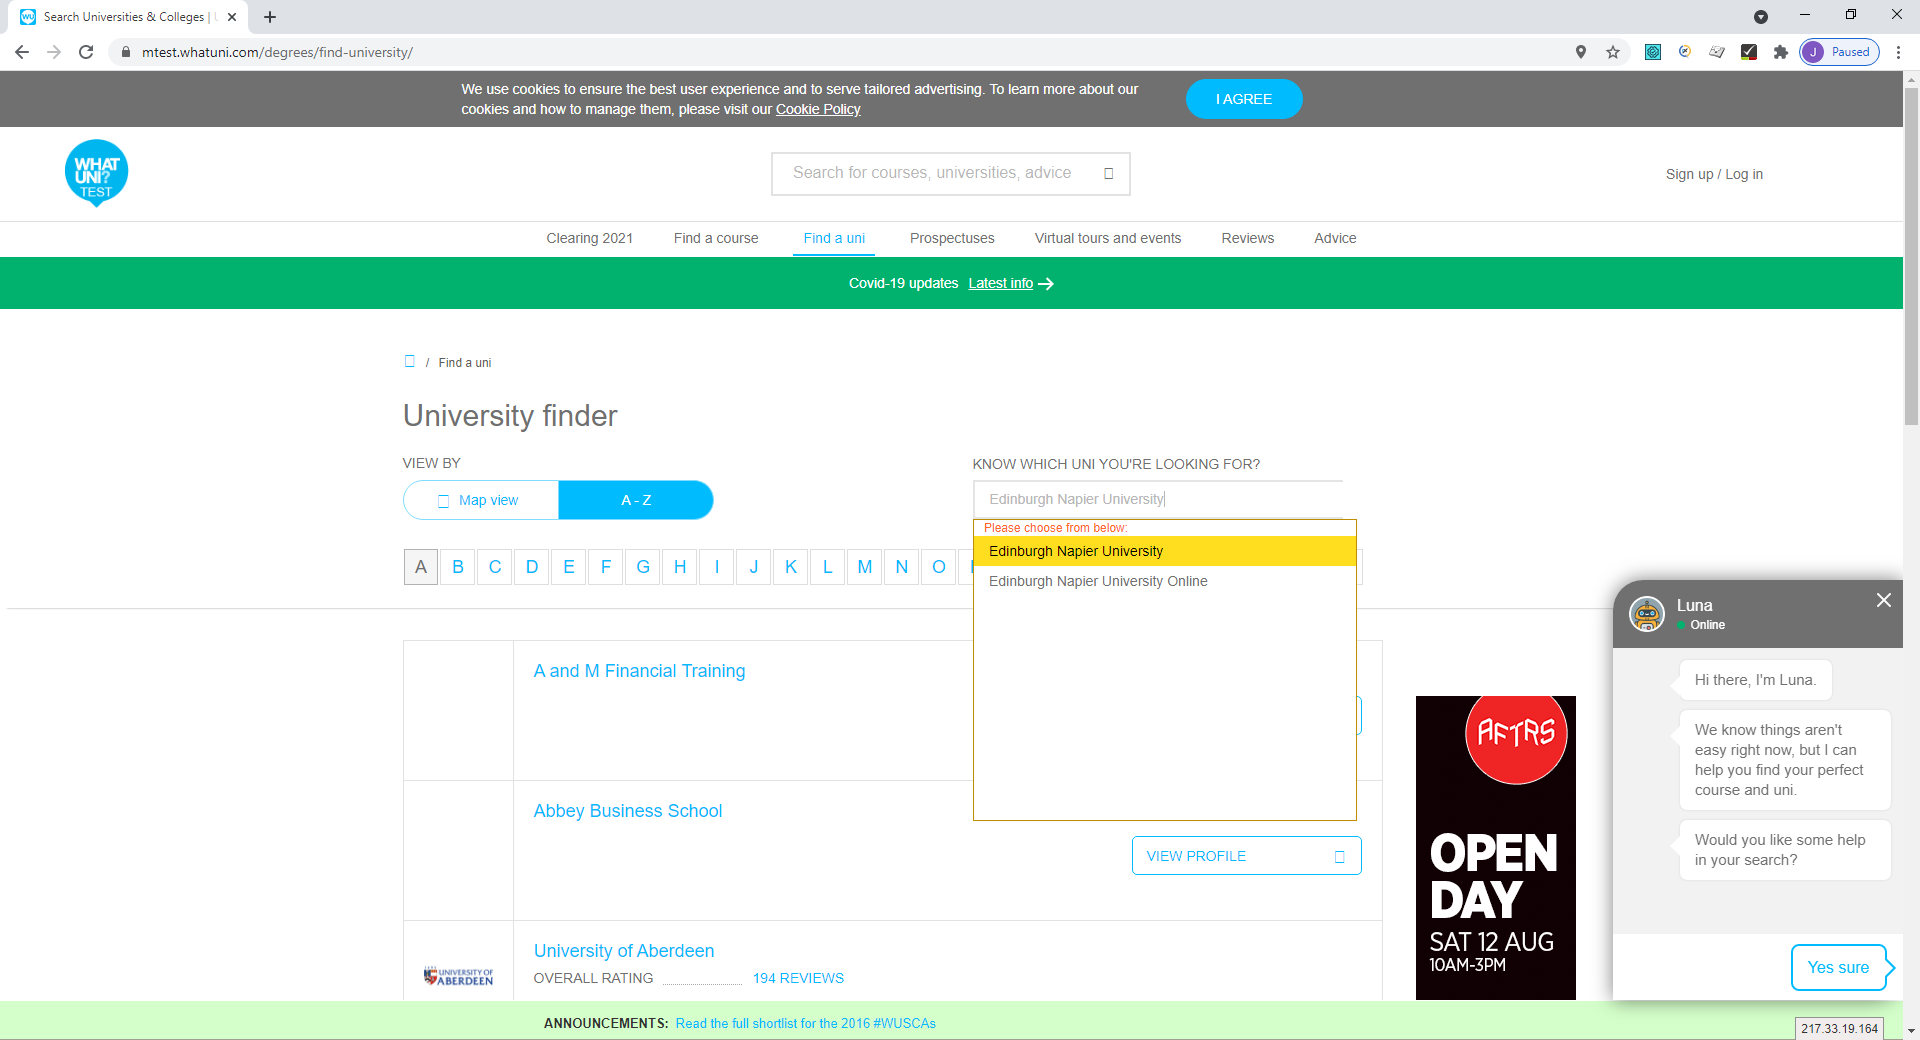 Search Universities & Colleges |
mtest.whatuni.com/degrees/find-university/
J Paused
We use cookies to ensure the best user experience and to serve tailored advertising. To learn more about our
cookies and how to manage them, please visit our Cookie Policy
I AGREE
WHAT
UNI?
TEST
Search for courses, universities, advice
Sign up / Log in
Clearing 2021 Find a course Find a uni Prospectuses Virtual tours and events Reviews Advice
Covid-19 updates Latest info
/ Find a uni
University finder
VIEW BY
Map view A - Z
KNOW WHICH UNI YOU'RE LOOKING FOR?
Edinburgh Napier University
Please choose from below:
Edinburgh Napier University
Edinburgh Napier University Online
A B C D E F G H I J K L M N O
A and M Financial Training
Abbey Business School
VIEW PROFILE
UNIVERSITY OF
ABERDEEN
University of Aberdeen
OVERALL RATING 194 REVIEWS
AFTRS
OPEN
DAY
SAT 12 AUG
10AM-3PM
Luna
Online
Hi there, I'm Luna.
We know things aren't
easy right now, but I can
help you find your perfect
course and uni.
Would you like some help
in your search?
Yes sure
ANNOUNCEMENTS: Read the full shortlist for the 2016 #WUSCAs
217.33.19.164